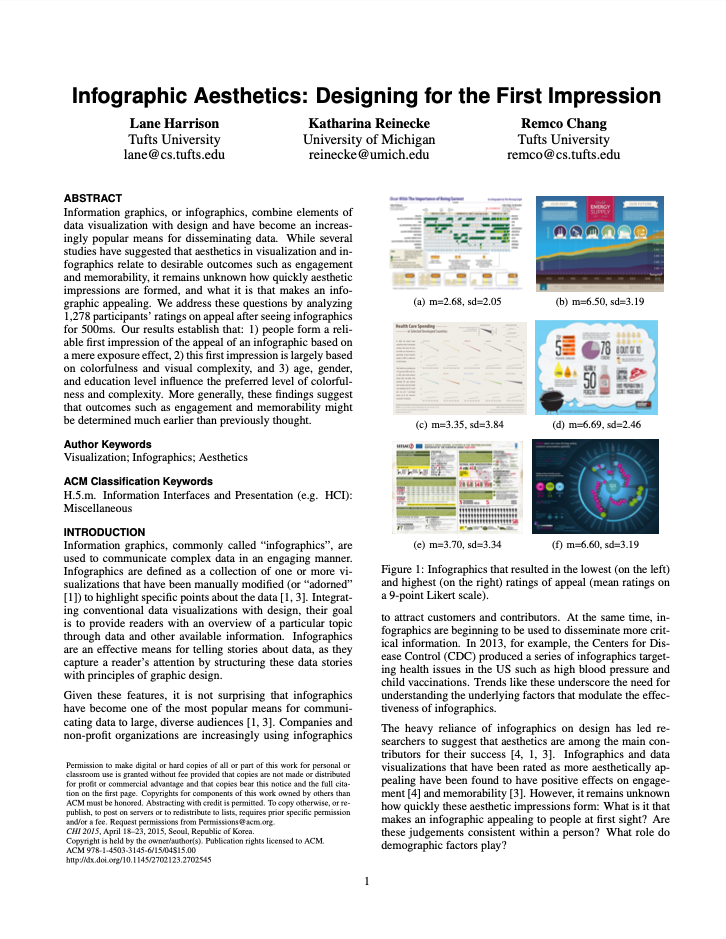 Infographic Aesthetics: Designing for the First Impression
Lane Harrison
Tufts University
lane@cs.tufts.edu
Katharina Reinecke
University of Michigan
reinecke@umich.edu
Remco Chang
Tufts University
remco@cs.tufts.edu
ABSTRACT
Information graphics, or infographics, combine elements of
data visualization with design and have become an increas-
ingly popular means for disseminating data. While several
studies have suggested that aesthetics in visualization and in-
fographics relate to desirable outcomes such as engagement
and memorability, it remains unknown how quickly aesthetic
impressions are formed, and what it is that makes an info-
graphic appealing. We address these questions by analyzing
1,278 participants' ratings on appeal after seeing infographics
for 500ms. Our results establish that: 1) people form a reli-
able first impression of the appeal of an infographic based on
a mere exposure effect, 2) this first impression is largely based
on colorfulness and visual complexity, and 3) age, gender,
and education level influence the preferred level of colorful-
ness and complexity. More generally, these findings suggest
that outcomes such as engagement and memorability might
be determined much earlier than previously thought.
Author Keywords
Visualization; Infographics; Aesthetics
ACM Classification Keywords
H.5.m. Information Interfaces and Presentation (e.g. HCI):
Miscellaneous
INTRODUCTION
Information graphics, commonly called "infographics", are
used to communicate complex data in an engaging manner.
Infographics are defined as a collection of one or more vi-
sualizations that have been manually modified (or "adorned"
[1]) to highlight specific points about the data [1, 3]. Integrat-
ing conventional data visualizations with design, their goal
is to provide readers with an overview of a particular topic
through data and other available information. Infographics
are an effective means for telling stories about data, as they
capture a reader's attention by structuring these data stories
with principles of graphic design.
Given these features, it is not surprising that infographics
have become one of the most popular means for communi-
cating data to large, diverse audiences [1, 3]. Companies and
non-profit organizations are increasingly using infographics
Permission to make digital or hard copies of all or part of this work for personal or
classroom use is granted without fee provided that copies are not made or distributed
for profit or commercial advantage and that copies bear this notice and the full cita-
tion on the first page. Copyrights for components of this work owned by others than
ACM must be honored. Abstracting with credit is permitted. To copy otherwise, or re-
publish, to post on servers or to redistribute to lists, requires prior specific permission
and/or a fee. Request permissions from Permissions@acm.org.
CHI 2015, April 18–23, 2015, Seoul, Republic of Korea.
Copyright is held by the owner/author(s). Publication rights licensed to ACM.
ACM 978-1-4503-3145-6/15/04$15.00
http://dx.doi.org/10.1145/2702123.2702545
The Importance of Being Earnest
ENERGY
SUPPLY
(a) m=2.68, sd=2.05
(b) m=6.50, sd=3.19
Health Care Spending
5
78
8 OUT OF 10
NEARLY
50
PERCENT
(c) m=3.35, sd=3.84
(d) m=6.69, sd=2.46
(e) m=3.70, sd=3.34
(f) m=6.60, sd=3.19
Figure 1: Infographics that resulted in the lowest (on the left)
and highest (on the right) ratings of appeal (mean ratings on
a 9-point Likert scale).
to attract customers and contributors. At the same time, in-
fographics are beginning to be used to disseminate more crit-
ical information. In 2013, for example, the Centers for Dis-
ease Control (CDC) produced a series of infographics target-
ing health issues in the US such as high blood pressure and
child vaccinations. Trends like these underscore the need for
understanding the underlying factors that modulate the effec-
tiveness of infographics.
The heavy reliance of infographics on design has led re-
searchers to suggest that aesthetics are among the main con-
tributors for their success [4, 1, 3]. Infographics and data
visualizations that have been rated as more aesthetically ap-
pealing have been found to have positive effects on engage-
ment [4] and memorability [3]. However, it remains unknown
how quickly these aesthetic impressions form: What is it that
makes an infographic appealing to people at first sight? Are
these judgements consistent within a person? What role do
demographic factors play?
1